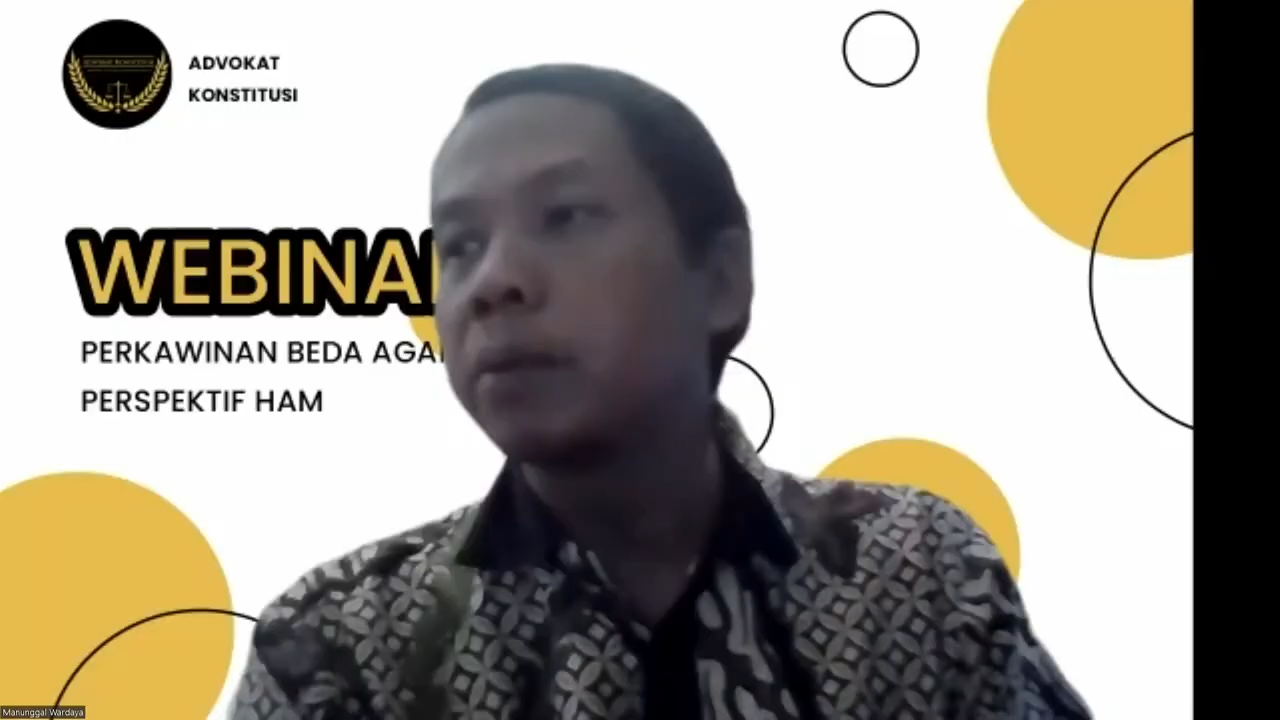 ADVOKAT
KONSTITUSI
WEBINA
PERKAWINAN BEDA AGA
PERSPEKTIF HAM
Manunggal Wardaya